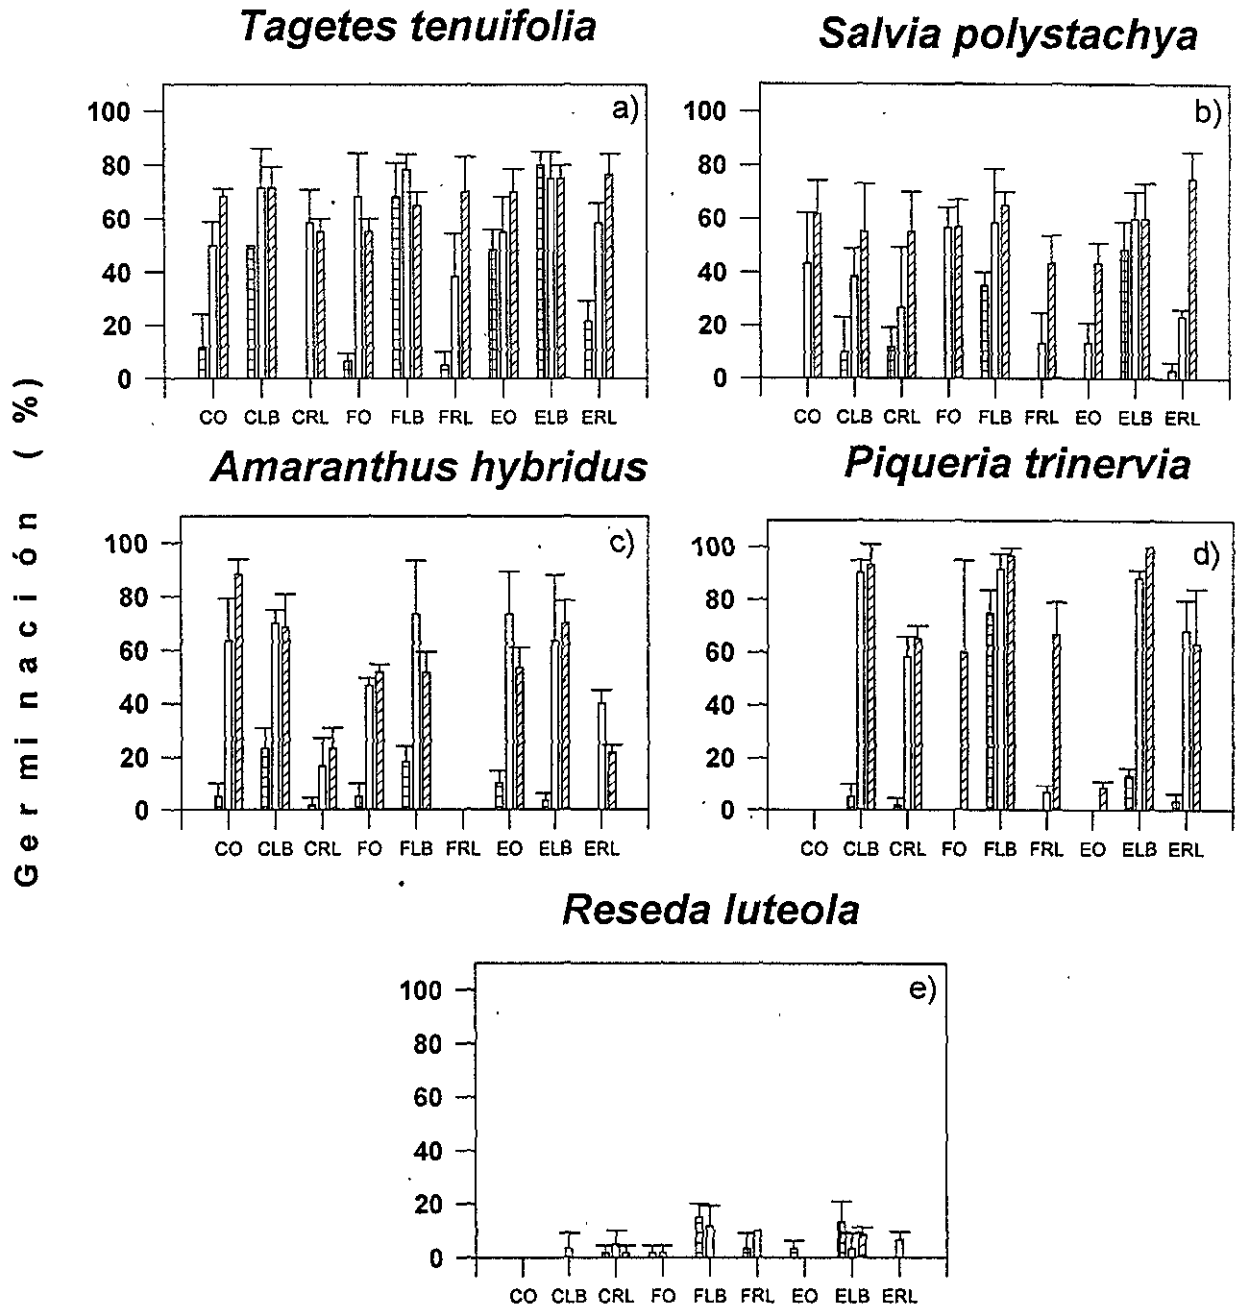 Tagetes tenuifolia
Salvia polystachya
a)
b)
100
80
60
40
20
0
CO CLB CRL FO FLB FRL EO ELB ERL
100
80
60
40
20
0
CO CLB CRL FO FLB FRL EO ELB ERL
Germinación (%)
Amaranthus hybridus
Piqueria trinervia
c)
d)
100
80
60
40
20
0
CO CLB CRL FO FLB FRL EO ELB ERL
100
80
60
40
20
0
CO CLB CRL FO FLB FRL EO ELB ERL
Reseda luteola
e)
100
80
60
40
20
0
CO CLB CRL FO FLB FRL EO ELB ERL